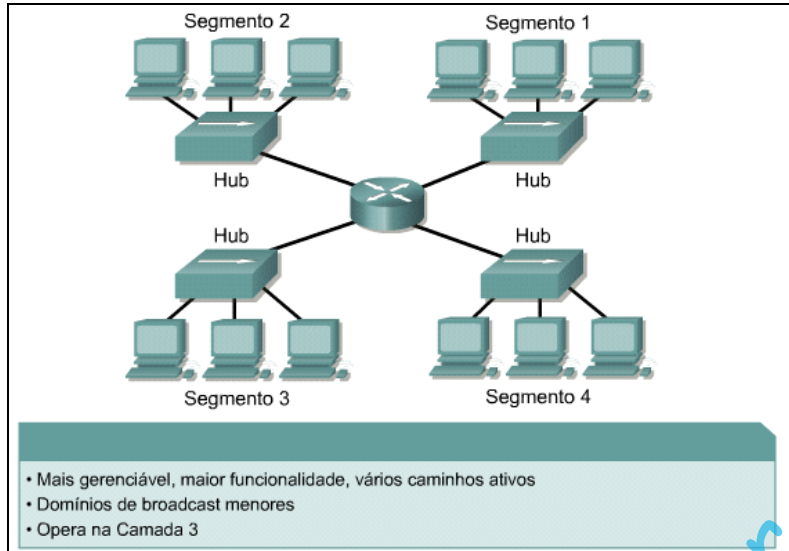 Segmento 2
Segmento 1
Hub
Hub
Hub
Hub
Segmento 3
Segmento 4
• Mais gerenciável, maior funcionalidade, vários caminhos ativos
• Domínios de broadcast menores
• Opera na Camada 3